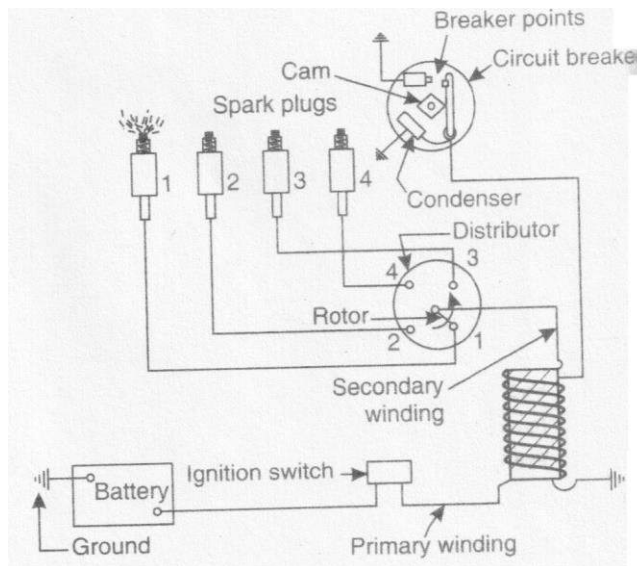 Breaker points
Circuit breake
Cam
Spark plugs
1
2
3
4
Condenser
Distributor
3
4
Rotor
2
1
Secondary
winding
Ignition switch
Battery
Ground
Primary winding